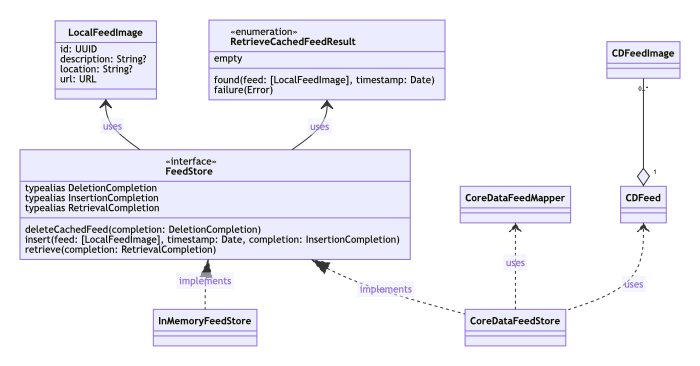 LocalFeedImage
id: UUID
description: String?
location: String?
url: URL
«enumeration»
RetrieveCachedFeedResult
empty
found(feed: [LocalFeedImage], timestamp: Date)
failure(Error)
CDFeedImage
0..*
uses
uses
«interface»
FeedStore
typealias DeletionCompletion
typealias InsertionCompletion
typealias RetrievalCompletion
deleteCachedFeed(completion: DeletionCompletion)
insert(feed: [LocalFeedImage], timestamp: Date, completion: InsertionCompletion)
retrieve(completion: RetrievalCompletion)
1
CoreDataFeedMapper
CDFeed
uses
implements
implements
uses
InMemoryFeedStore
CoreDataFeedStore